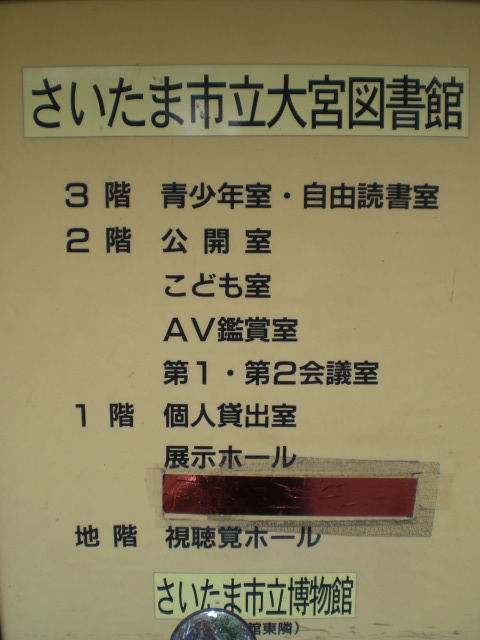 さいたま市立大宮図書館
3階 青少年室・自由読書室
2階 公開室
こども室
AV鑑賞室
第1・第2会議室
1階 個人貸出室
展示ホール
地階 視聴覚ホール
さいたま市立博物館
館東隣）